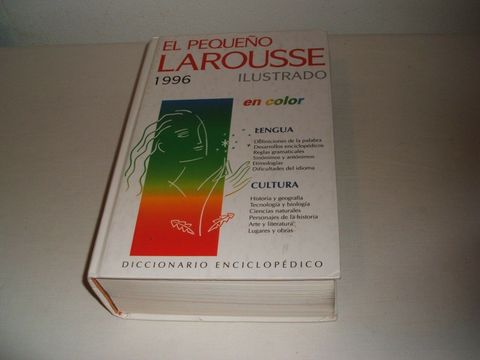 EL PEQUEÑO
LAROUSSE
1996 ILUSTRADO
en color
LENGUA
Definiciones de la palabra
Desarrollos enciclopédicos
Reglas gramaticales
Sinónimos y antónimos
Etimologías
Dificultades del idioma
CULTURA
Historia y geografía
Tecnología y biología
Ciencias naturales
Personajes de la historia
Arte y literatura
Lugares y obras
DICCIONARIO ENCICLOPÉDICO